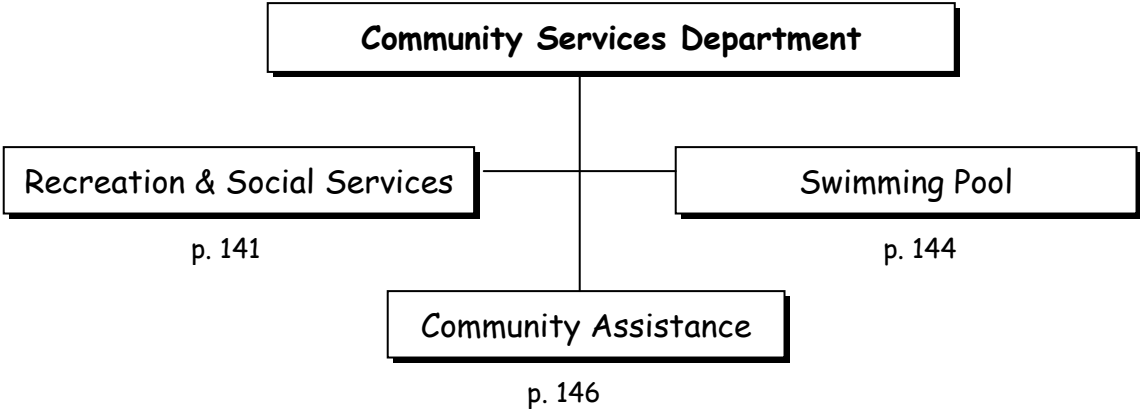 Community Services Department
Recreation & Social Services
Swimming Pool
p. 141
p. 144
Community Assistance
p. 146